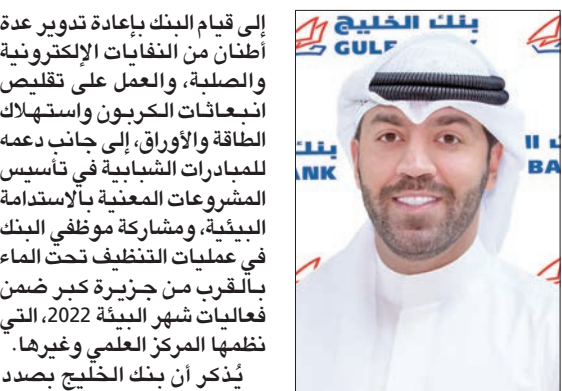 إلى قيام البنك بإعادة تدوير عدة
أطنان من النفايات الإلكترونية
والصلبة، والعمل على تقليص
انبعاثات الكربون واستهلاك
الطاقة والأوراق، إلى جانب دعمه
للمبادرات الشبابية في تأسيس
المشروعات المعنية بالاستدامة
البيئية، ومشاركة موظفي البنك
في عمليات التنظيف تحت الماء
بالقرب من جزيرة كبر ضمن
فعاليات شهر البيئة 2022، التي
نظمها المركز العلمي وغيرها.
يُذكر أن بنك الخليج بصدد
بنك الخليج
GULF
بنك
ANK
BA